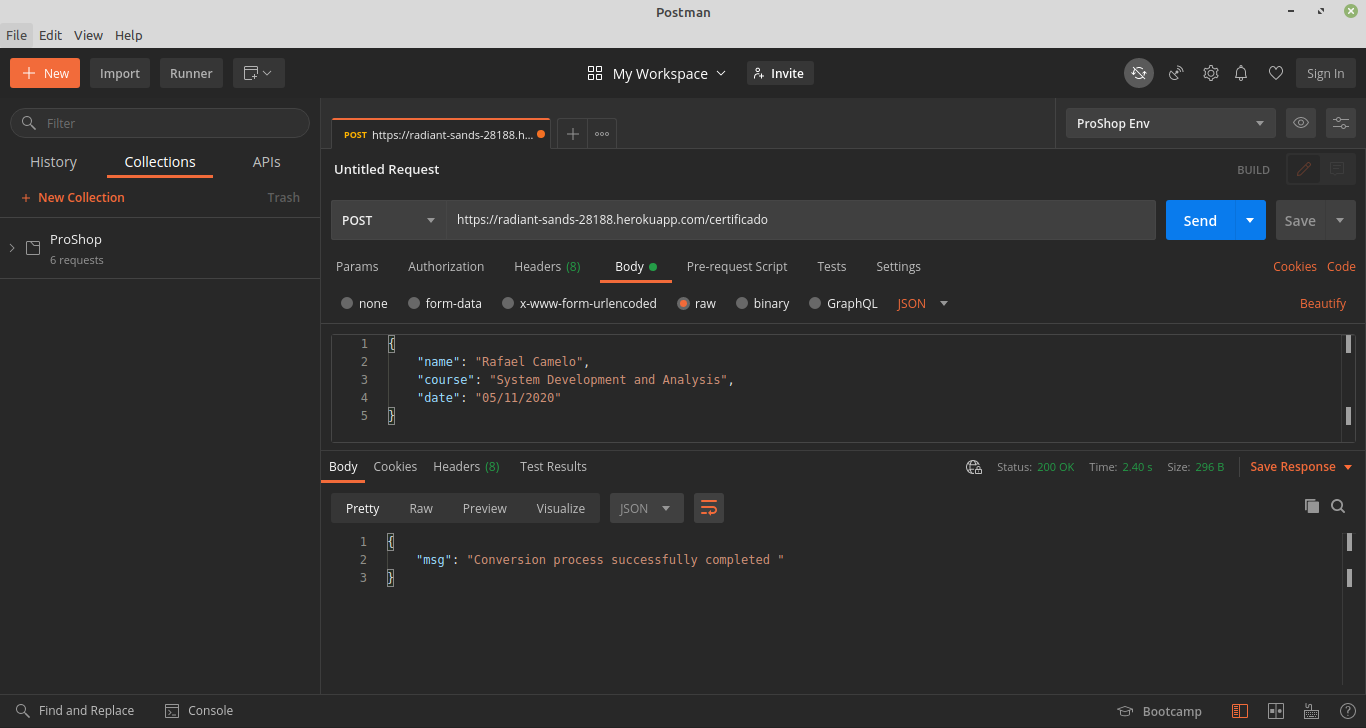 Postman
File Edit View Help
New Import Runner My Workspace Invite Sign In
Filter
History Collections APIs
New Collection Trash
ProShop
6 requests
POST https://radiant-sands-28188.h...
ProShop Env
Untitled Request BUILD
POST https://radiant-sands-28188.herokuapp.com/certificado Send Save
Params Authorization Headers (8) Body Pre-request Script Tests Settings Cookies Code
none form-data x-www-form-urlencoded raw binary GraphQL JSON Beautify
1 {
2 "name": "Rafael Camelo",
3 "course": "System Development and Analysis",
4 "date": "05/11/2020"
5 }
Body Cookies Headers (8) Test Results Status: 200 OK Time: 2.40 s Size: 296 B Save Response
Pretty Raw Preview Visualize JSON
1 {
2 "msg": "Conversion process successfully completed "
3 }
Find and Replace Console Bootcamp